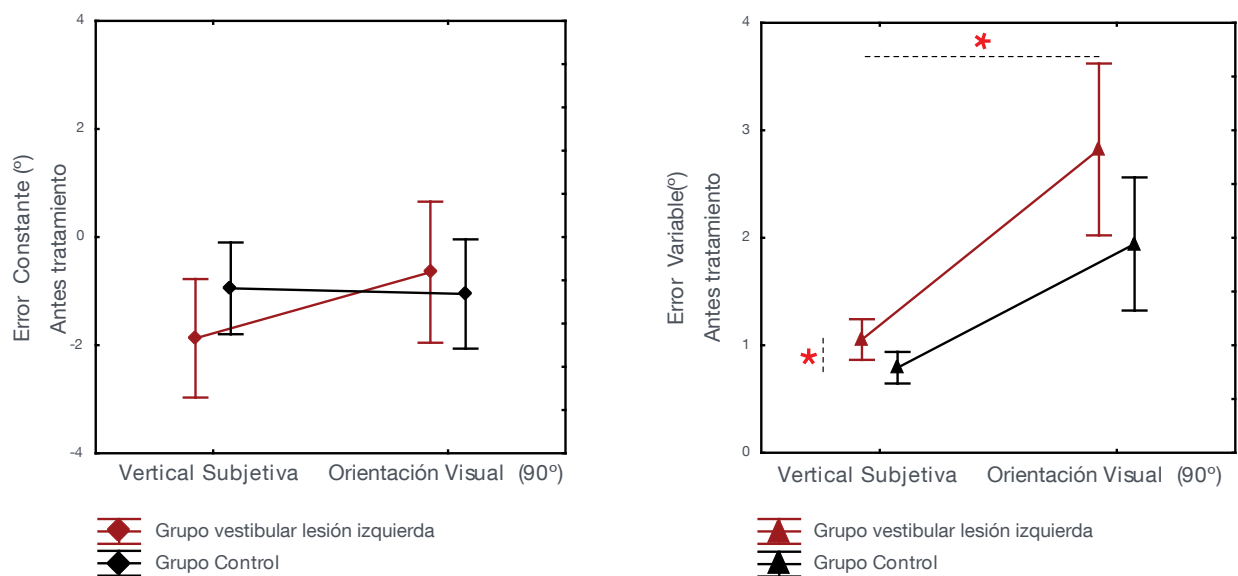 4
2
0
-2
-4
Error Constante (º)
Antes tratamiento
Vertical Subjetiva
Orientación Visual (90º)
Grupo vestibular lesión izquierda
Grupo Control
4
3
2
1
0
Error Variable(º)
Antes tratamiento
*
*
Vertical Subjetiva
Orientación Visual (90º)
Grupo vestibular lesión izquierda
Grupo Control